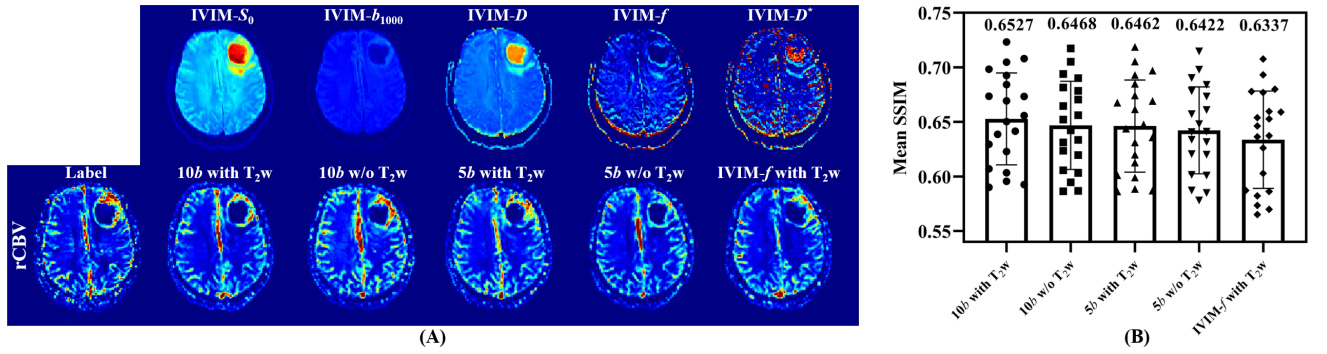 IVIM-S₀ IVIM-b₁₀₀₀ IVIM-D IVIM-f IVIM-D*
Label 10b with T₂w 10b w/o T₂w 5b with T₂w 5b w/o T₂w IVIM-f with T₂w
rCBV
(A)
0.75
0.6527 0.6468 0.6462 0.6422 0.6337
0.70
0.65
0.60
0.55
Mean SSIM
10b with T₂w
10b w/o T₂w
5b with T₂w
5b w/o T₂w
IVIM-f with T₂w
(B)